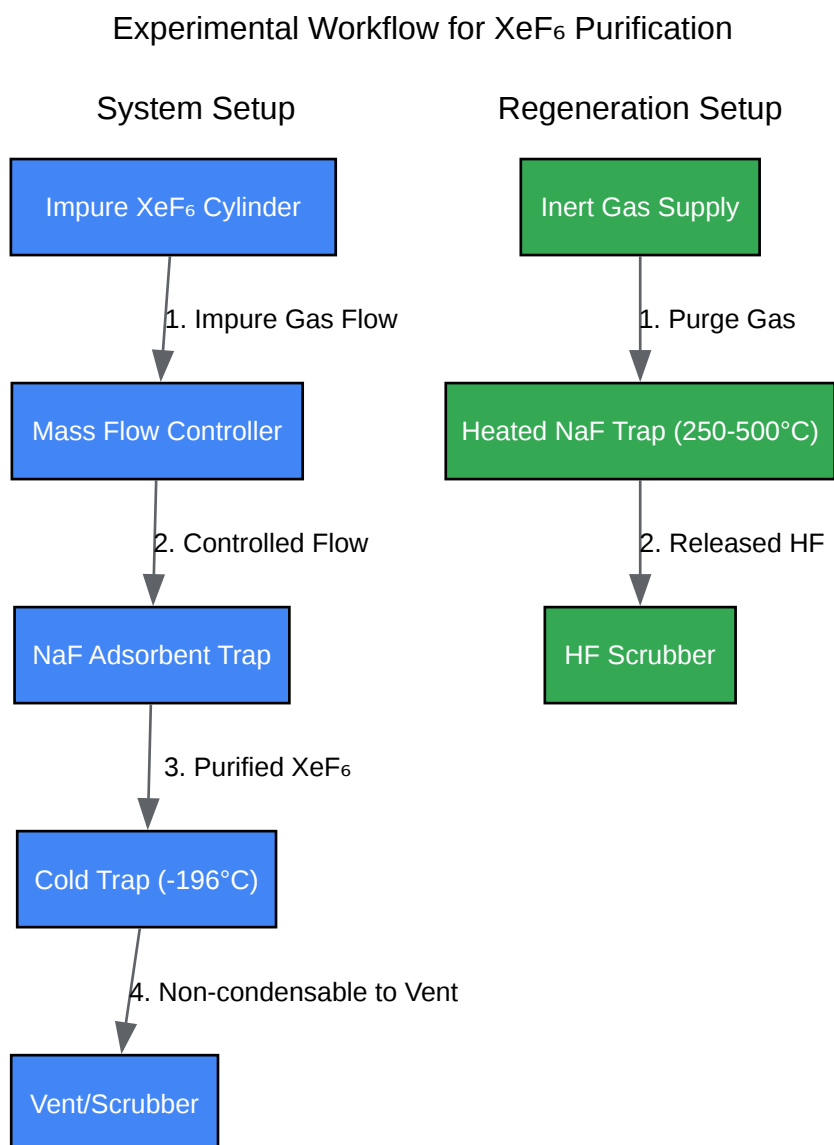 Experimental Workflow for XeF₆ Purification
System Setup
Regeneration Setup
Impure XeF₆ Cylinder
Inert Gas Supply
1. Impure Gas Flow
1. Purge Gas
Mass Flow Controller
Heated NaF Trap (250-500°C)
2. Controlled Flow
2. Released HF
NaF Adsorbent Trap
HF Scrubber
3. Purified XeF₆
Cold Trap (-196°C)
4. Non-condensable to Vent
Vent/Scrubber